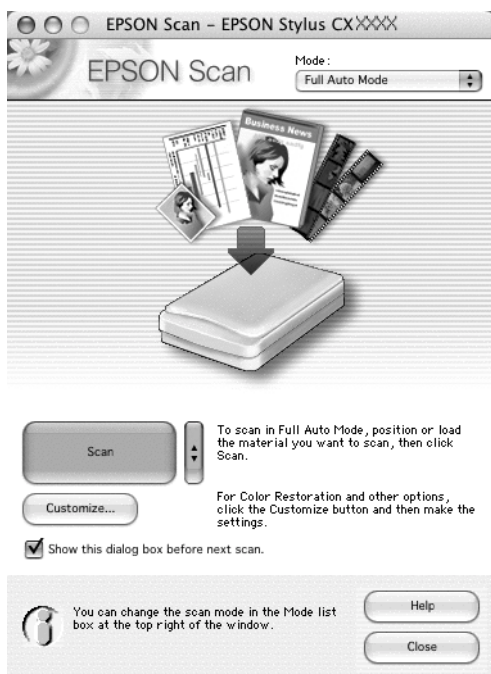 EPSON Scan - EPSON Stylus CXXXXX
EPSON Scan
Mode:
Full Auto Mode
Business News
To scan in Full Auto Mode, position or load
the material you want to scan, then click
Scan.
Scan
Customize...
For Color Restoration and other options,
click the Customize button and then make the
settings.
Show this dialog box before next scan.
You can change the scan mode in the Mode list
box at the top right of the window.
Help
Close